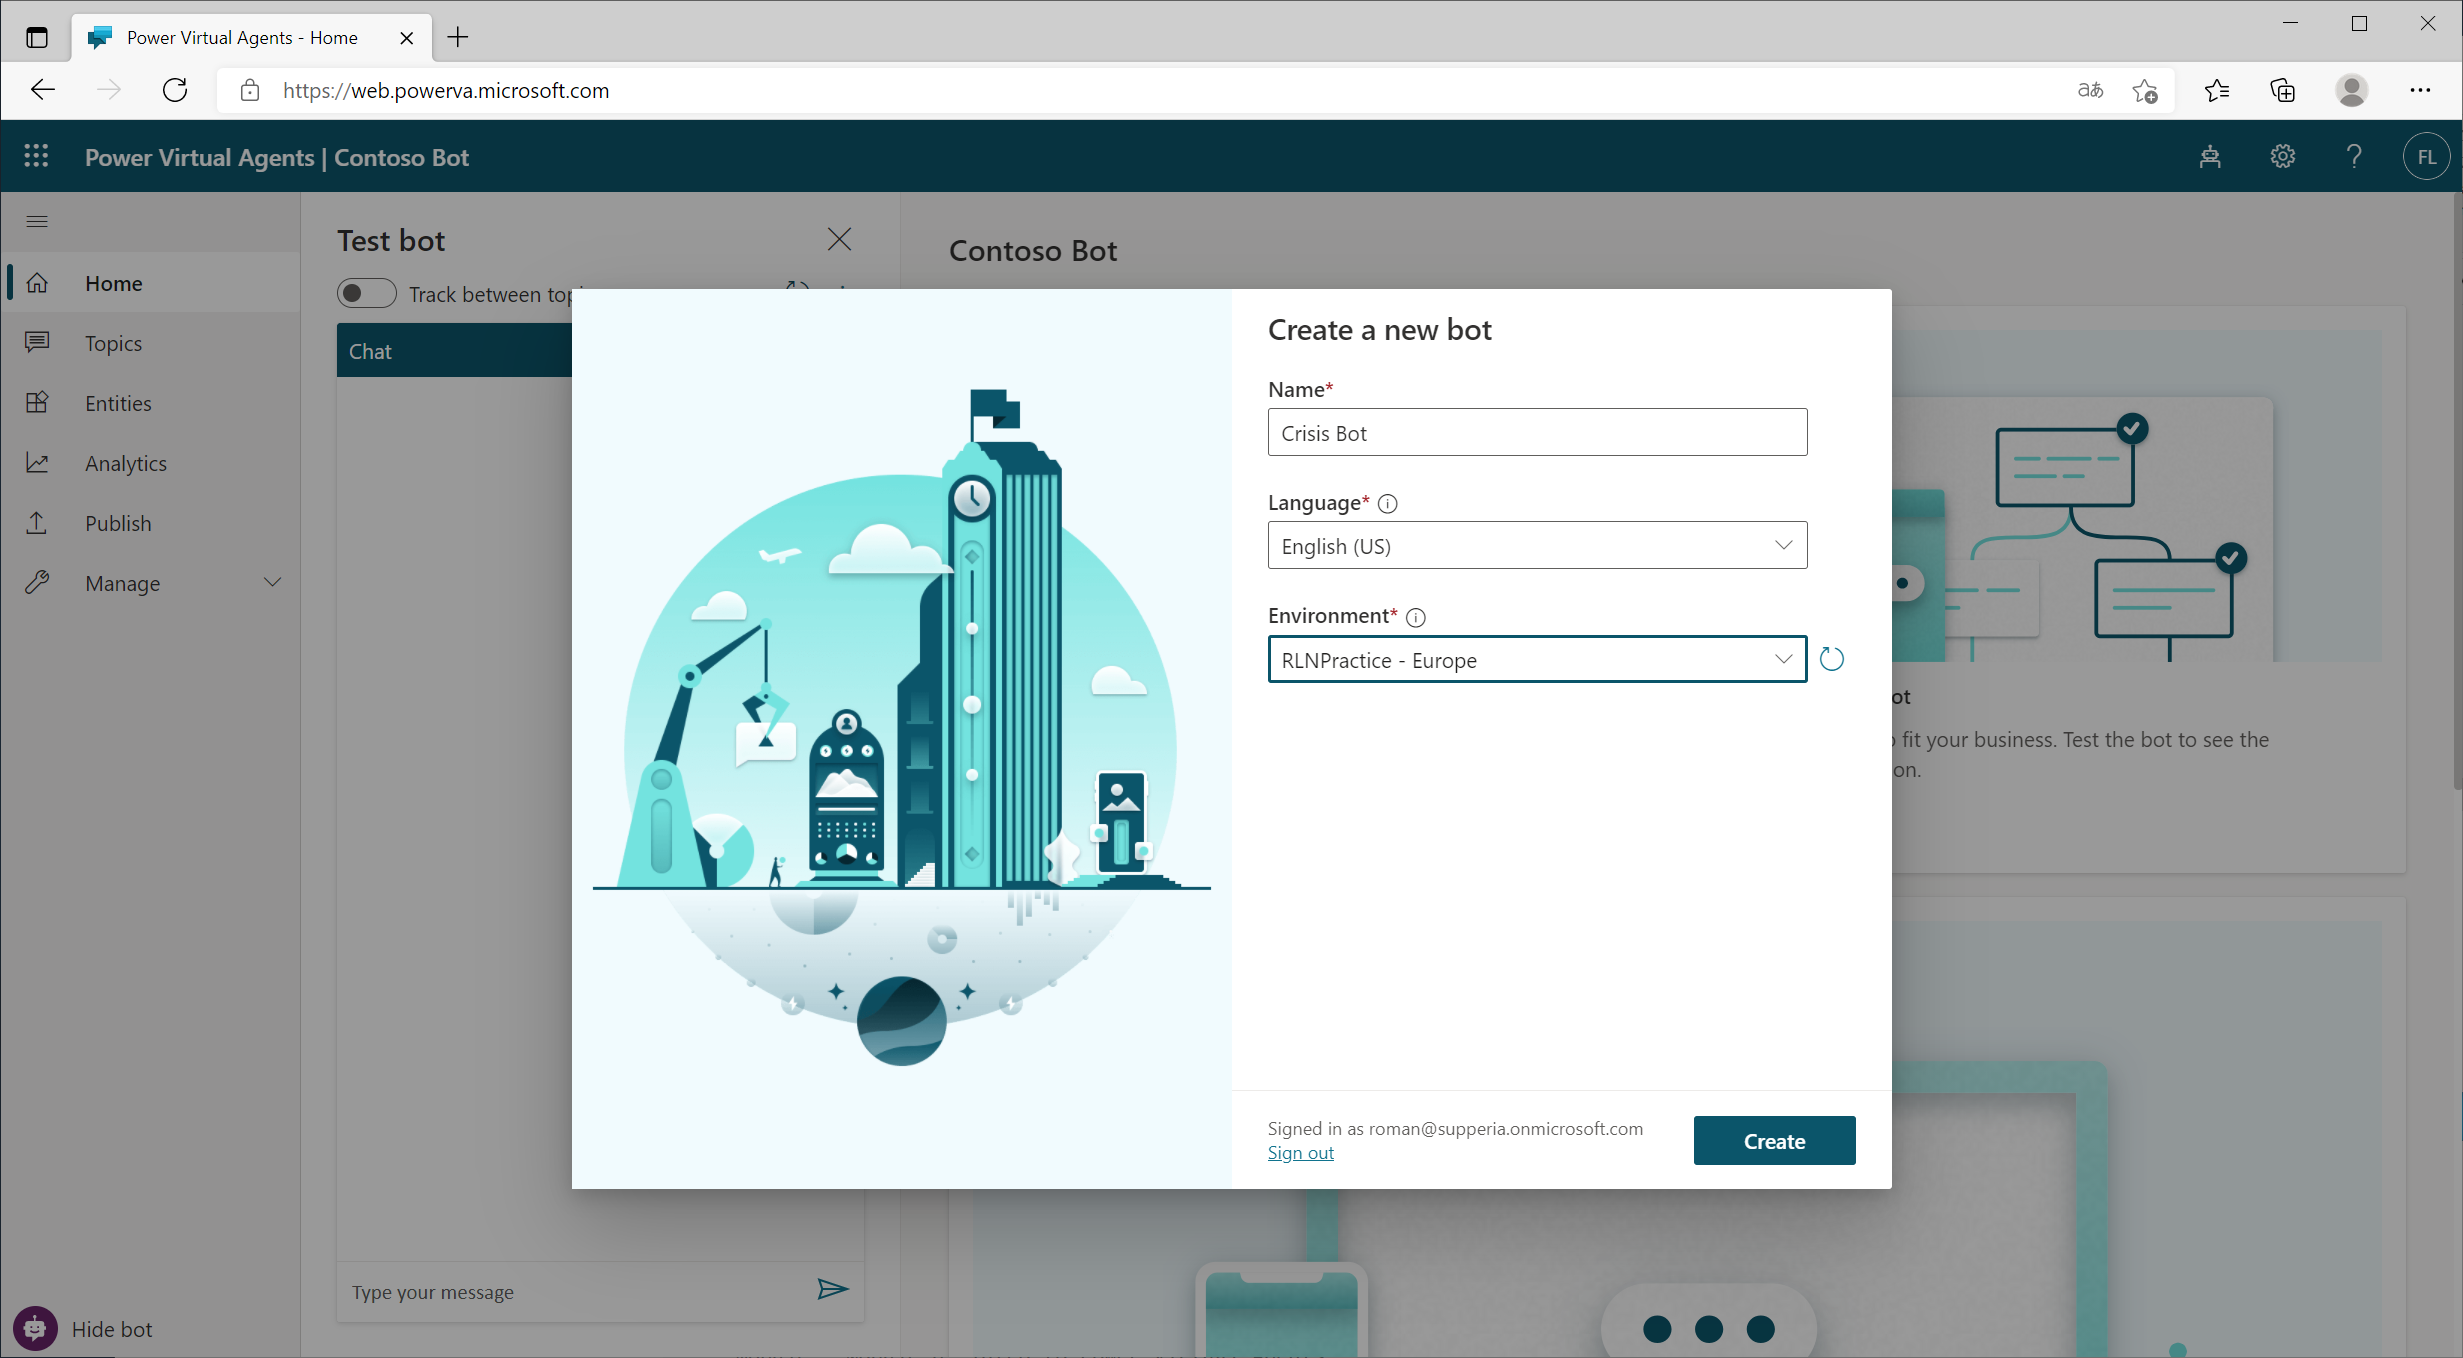 Power Virtual Agents - Home
https://web.powerva.microsoft.com
aあ
Power Virtual Agents | Contoso Bot
FL
Home
Topics
Entities
Analytics
Publish
Manage
Hide bot
Test bot
Track between
Chat
Type your message
Contoso Bot
fit your business. Test the bot to see the
Create a new bot
Name*
Crisis Bot
Language*
English (US)
Environment*
RLNPractice - Europe
Signed in as roman@supperia.onmicrosoft.com
Sign out
Create